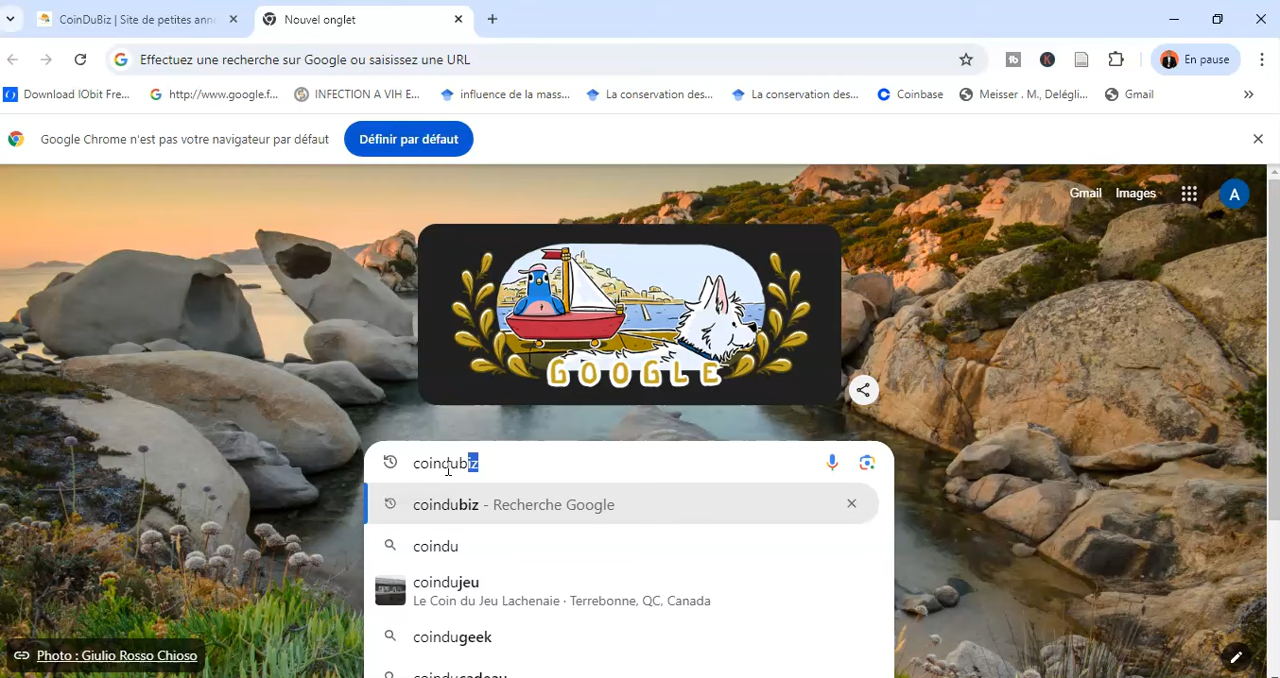 CoinDuBiz | Site de petites ann
Nouvel onglet
Effectuez une recherche sur Google ou saisissez une URL
En pause
Download IObit Fre...
http://www.google.f...
INFECTION A VIH E...
influence de la mass...
La conservation des...
La conservation des...
Coinbase
Meisser . M., Delégli...
Gmail
Google Chrome n'est pas votre navigateur par défaut
Définir par défaut
Gmail
Images
A
GOOGLE
coindubiz
coindubiz - Recherche Google
coindu
coindujeu
Le Coin du Jeu Lachenaie · Terrebonne, QC, Canada
coindugeek
coinducadeau
Photo : Giulio Rosso Chioso